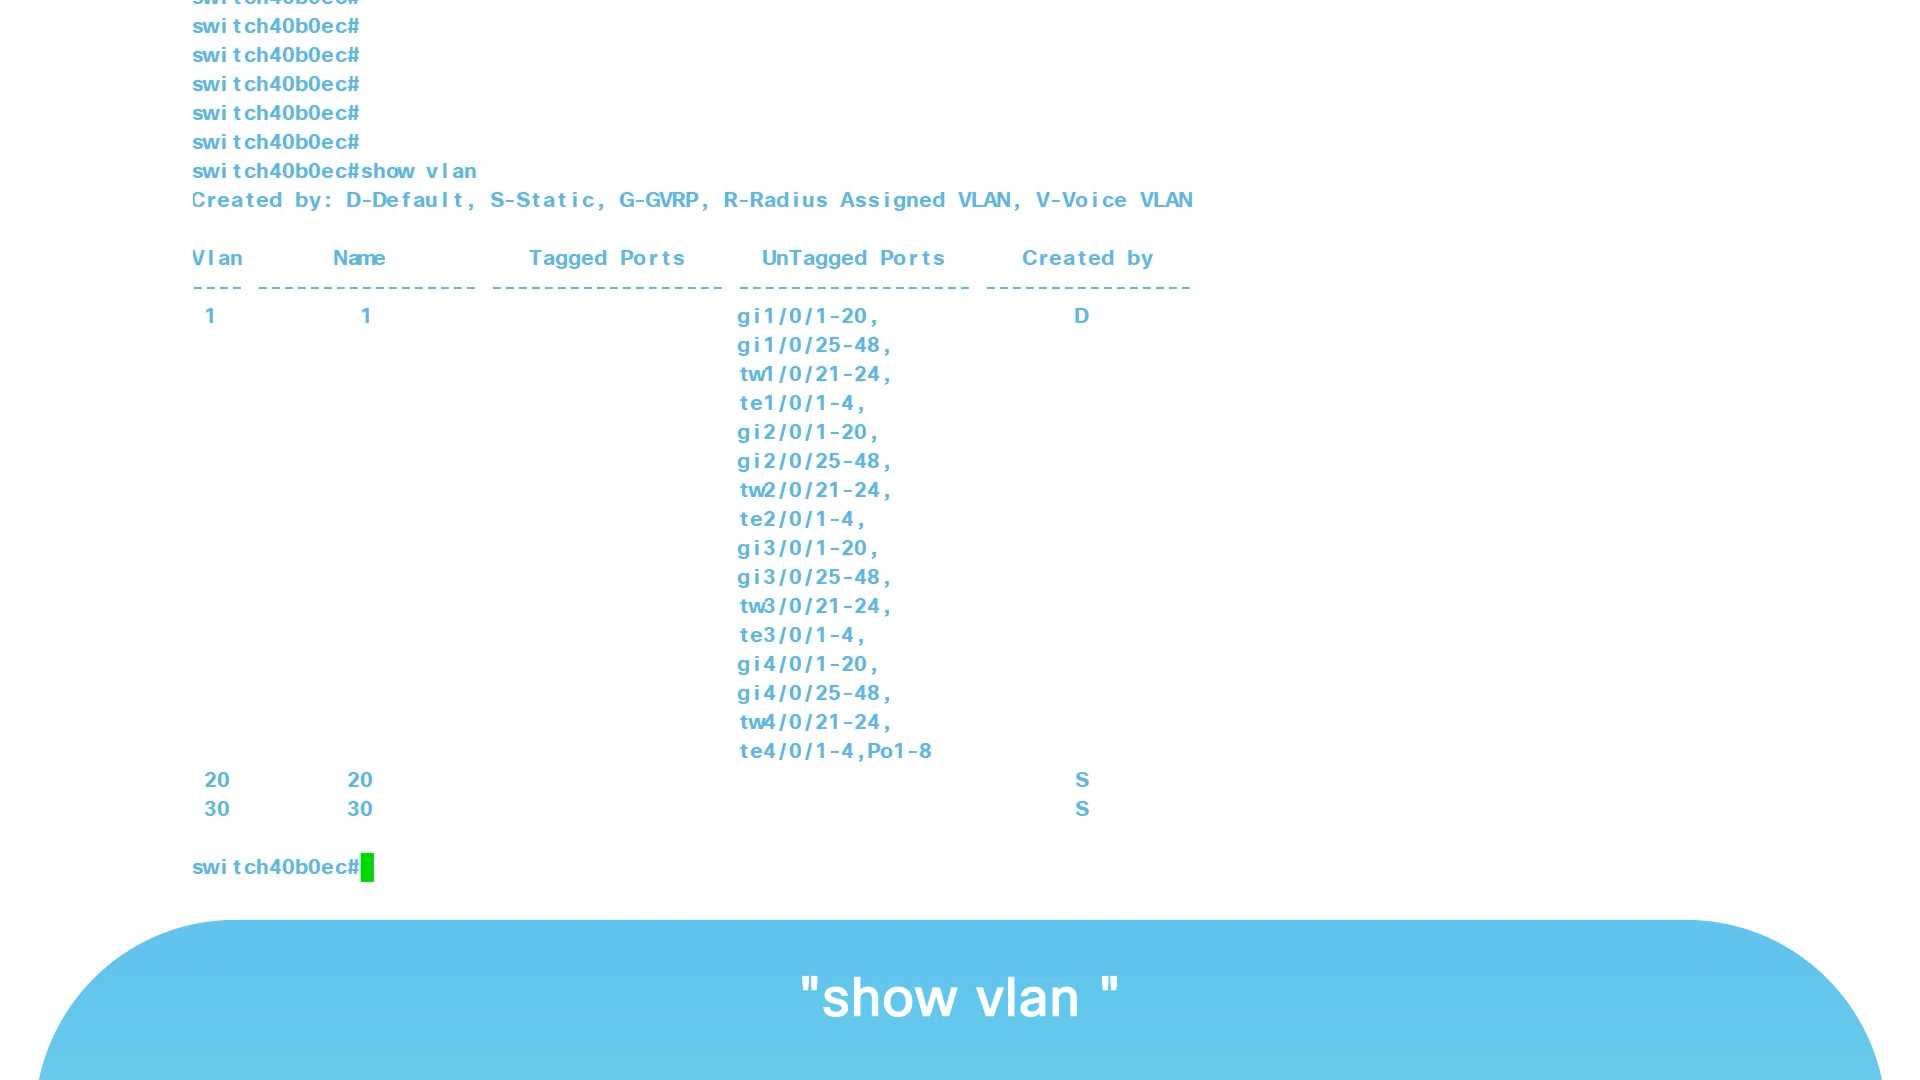 switch40b0ec#
switch40b0ec#
switch40b0ec#
switch40b0ec#
switch40b0ec#
switch40b0ec#
switch40b0ec#show vlan
Created by: D-Default, S-Static, G-GVRP, R-Radius Assigned VLAN, V-Voice VLAN
Vlan Name Tagged Ports UnTagged Ports Created by
---- ----------------- ------------------ ------------------ ----------------
1 1 gi1/0/1-20, D
gi1/0/25-48,
tw1/0/21-24,
te1/0/1-4,
gi2/0/1-20,
gi2/0/25-48,
tw2/0/21-24,
te2/0/1-4,
gi3/0/1-20,
gi3/0/25-48,
tw3/0/21-24,
te3/0/1-4,
gi4/0/1-20,
gi4/0/25-48,
tw4/0/21-24,
te4/0/1-4,Po1-8
20 20 S
30 30 S
switch40b0ec#
"show vlan "